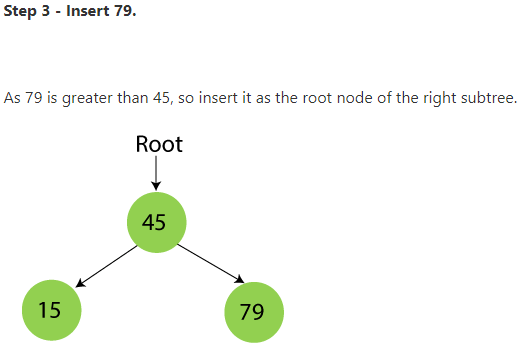 Step 3 - Insert 79.
As 79 is greater than 45, so insert it as the root node of the right subtree.
Root
45
15
79